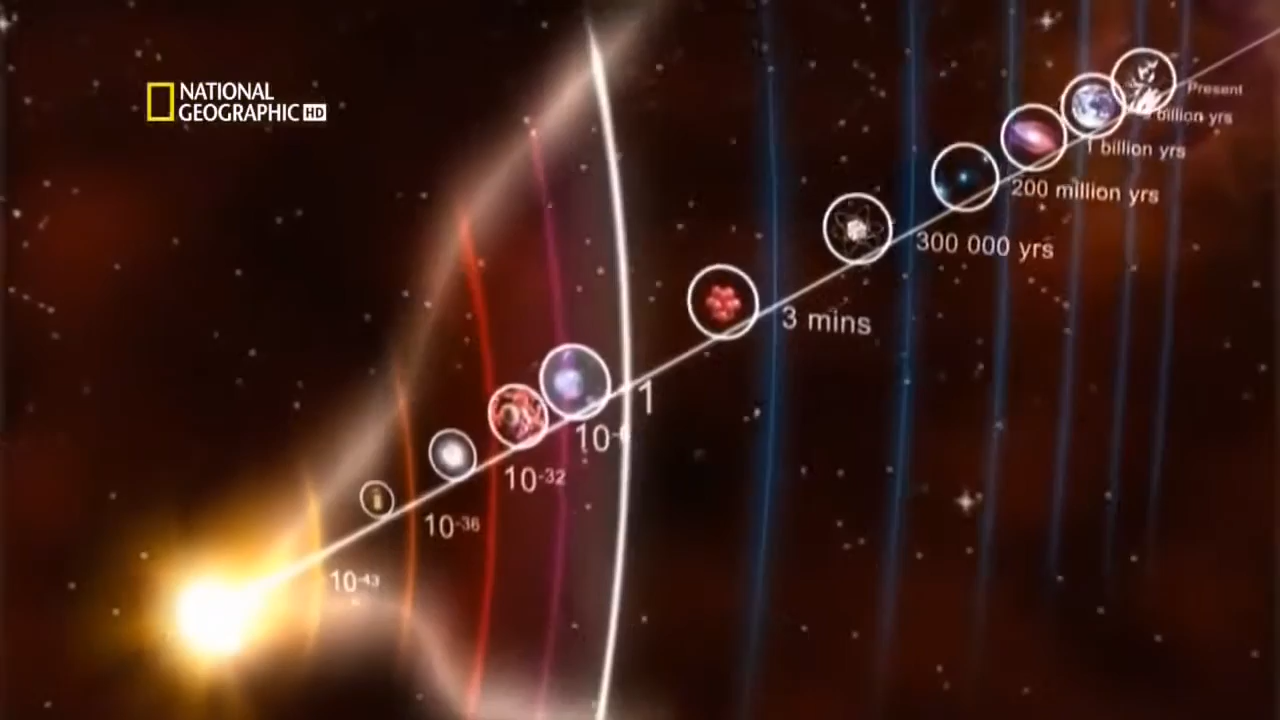 NATIONAL
GEOGRAPHIC HD
Present
billion yrs
1 billion yrs
200 million yrs
300 000 yrs
3 mins
1
10-32
10-36
10-43